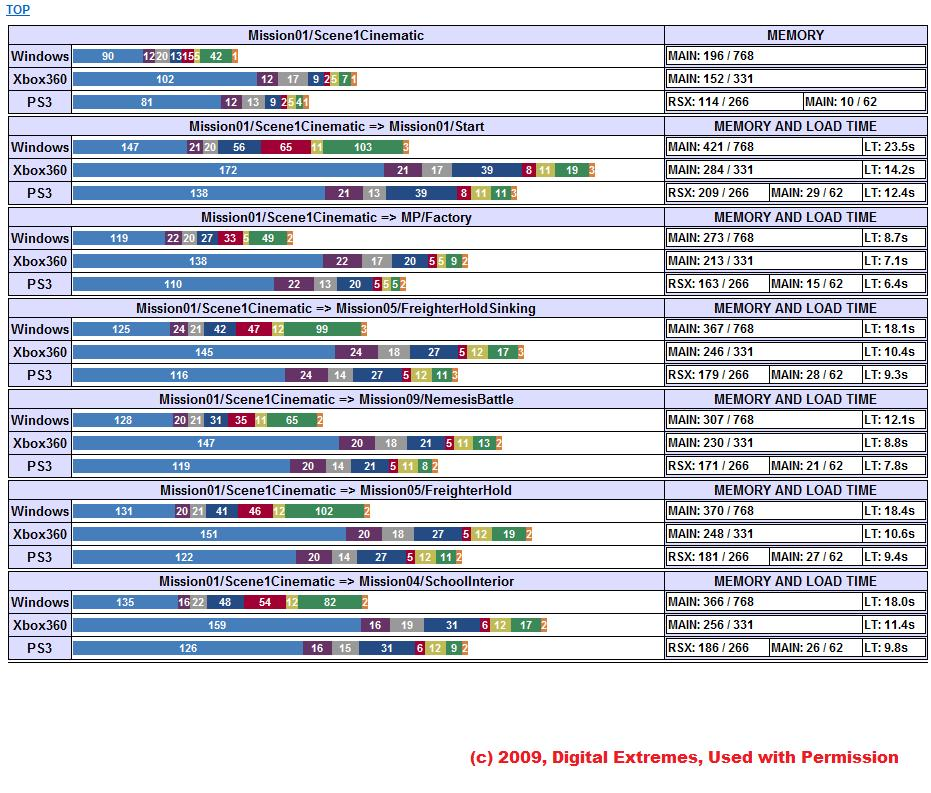 TOP
Mission01/Scene1Cinematic MEMORY
Windows 90 12 20 13 15 5 42 1 MAIN: 196 / 768
Xbox360 102 12 17 9 2 5 7 1 MAIN: 152 / 331
PS3 81 12 13 9 2 5 4 1 RSX: 114 / 266 MAIN: 10 / 62
Mission01/Scene1Cinematic => Mission01/Start MEMORY AND LOAD TIME
Windows 147 21 20 56 65 11 103 3 MAIN: 421 / 768 LT: 23.5s
Xbox360 172 21 17 39 8 11 19 3 MAIN: 284 / 331 LT: 14.2s
PS3 138 21 13 39 8 11 11 3 RSX: 209 / 266 MAIN: 29 / 62 LT: 12.4s
Mission01/Scene1Cinematic => MP/Factory MEMORY AND LOAD TIME
Windows 119 22 20 27 33 5 49 2 MAIN: 273 / 768 LT: 8.7s
Xbox360 138 22 17 20 5 5 9 2 MAIN: 213 / 331 LT: 7.1s
PS3 110 22 13 20 5 5 5 2 RSX: 163 / 266 MAIN: 15 / 62 LT: 6.4s
Mission01/Scene1Cinematic => Mission05/FreighterHoldSinking MEMORY AND LOAD TIME
Windows 125 24 21 42 47 12 99 3 MAIN: 367 / 768 LT: 18.1s
Xbox360 145 24 18 27 5 12 17 3 MAIN: 246 / 331 LT: 10.4s
PS3 116 24 14 27 5 12 11 3 RSX: 179 / 266 MAIN: 28 / 62 LT: 9.3s
Mission01/Scene1Cinematic => Mission09/NemesisBattle MEMORY AND LOAD TIME
Windows 128 20 21 31 35 11 65 2 MAIN: 307 / 768 LT: 12.1s
Xbox360 147 20 18 21 5 11 13 2 MAIN: 230 / 331 LT: 8.8s
PS3 119 20 14 21 5 11 8 2 RSX: 171 / 266 MAIN: 21 / 62 LT: 7.8s
Mission01/Scene1Cinematic => Mission05/FreighterHold MEMORY AND LOAD TIME
Windows 131 20 21 41 46 12 102 2 MAIN: 370 / 768 LT: 18.4s
Xbox360 151 20 18 27 5 12 19 2 MAIN: 248 / 331 LT: 10.6s
PS3 122 20 14 27 5 12 11 2 RSX: 181 / 266 MAIN: 27 / 62 LT: 9.4s
Mission01/Scene1Cinematic => Mission04/SchoolInterior MEMORY AND LOAD TIME
Windows 135 16 22 48 54 12 82 2 MAIN: 366 / 768 LT: 18.0s
Xbox360 159 16 19 31 6 12 17 2 MAIN: 256 / 331 LT: 11.4s
PS3 126 16 15 31 6 12 9 2 RSX: 186 / 266 MAIN: 26 / 62 LT: 9.8s
(c) 2009, Digital Extremes, Used with Permission